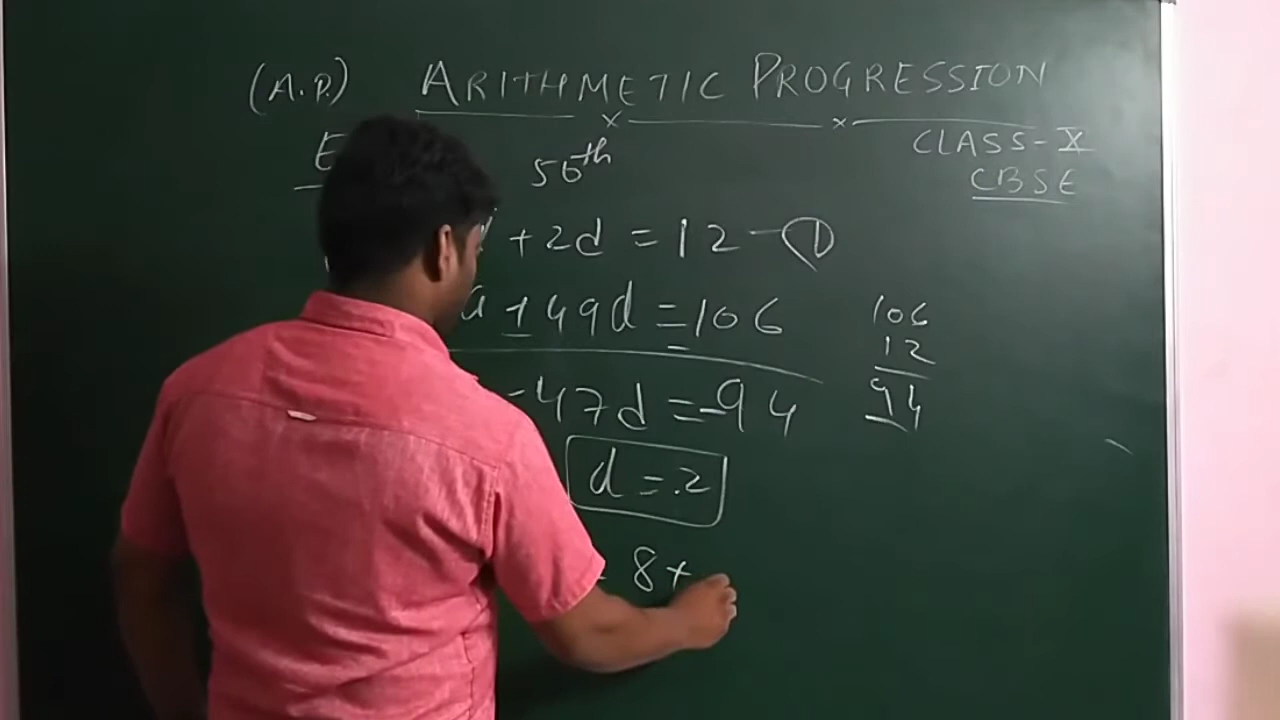 (A.P.) ARITHMETIC PROGRESSION
CLASS-X
CBSE
E
50th
+2d = 12 - ①
a + 49d = 106
-47d = -94
106
12
94
d = 2
= 8+